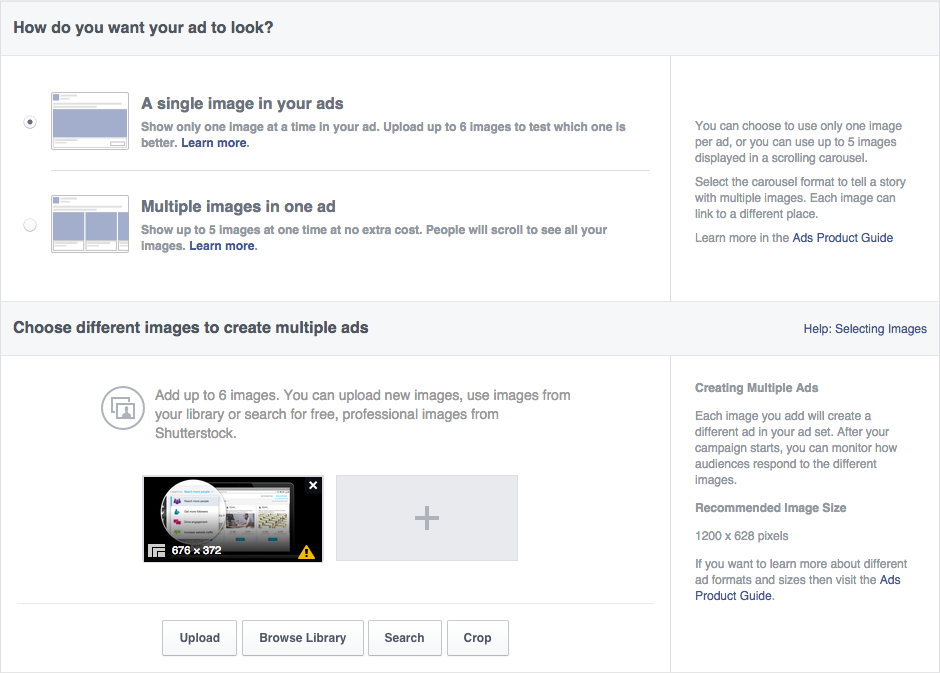 How do you want your ad to look?
A single image in your ads
Show only one image at a time in your ad. Upload up to 6 images to test which one is
better. Learn more.
Multiple images in one ad
Show up to 5 images at one time at no extra cost. People will scroll to see all your
images. Learn more.
You can choose to use only one image
per ad, or you can use up to 5 images
displayed in a scrolling carousel.
Select the carousel format to tell a story
with multiple images. Each image can
link to a different place.
Learn more in the Ads Product Guide
Choose different images to create multiple ads
Help: Selecting Images
Add up to 6 images. You can upload new images, use images from
your library or search for free, professional images from
Shutterstock.
676 × 372
Upload
Browse Library
Search
Crop
Creating Multiple Ads
Each image you add will create a
different ad in your ad set. After your
campaign starts, you can monitor how
audiences respond to the different
images.
Recommended Image Size
1200 x 628 pixels
If you want to learn more about different
ad formats and sizes then visit the Ads
Product Guide.